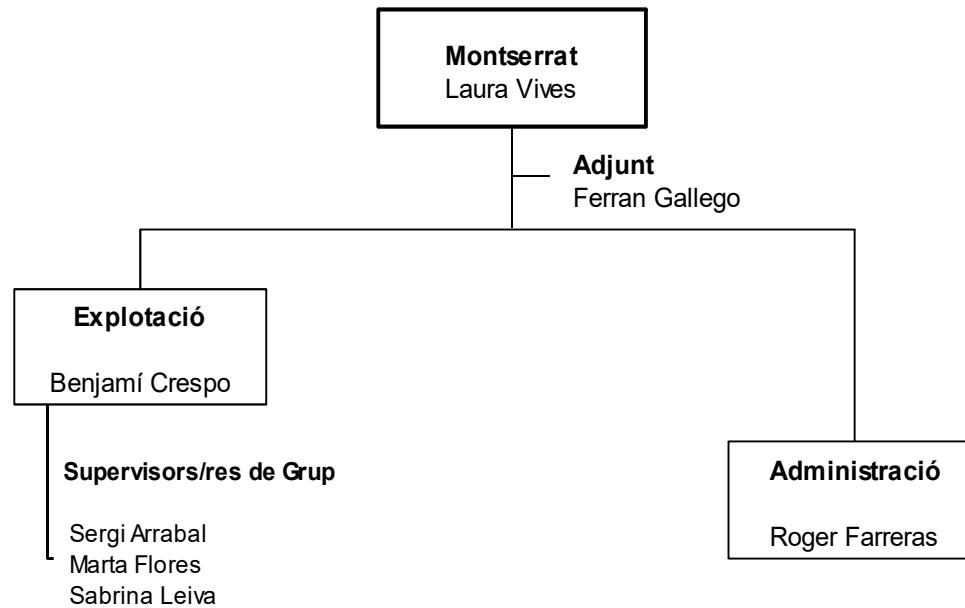 Montserrat
Laura Vives
Adjunt
Ferran Gallego
Explotació
Benjamí Crespo
Supervisors/res de Grup
Sergi Arrabal
Marta Flores
Sabrina Leiva
Administració
Roger Farreras